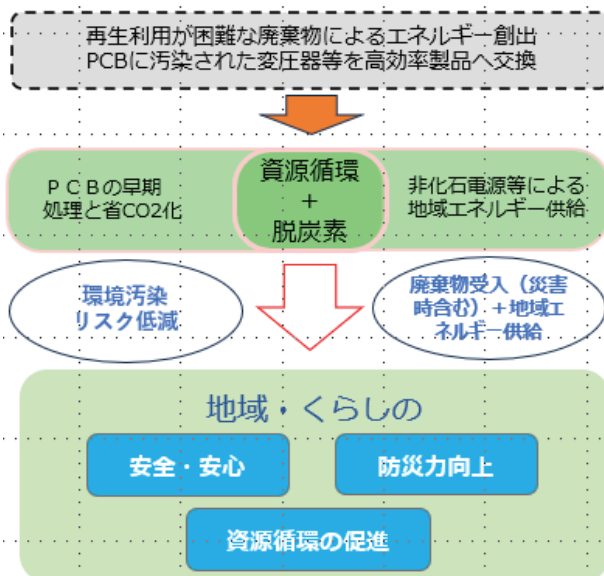 再生利用が困難な廃棄物によるエネルギー創出
PCBに汚染された変圧器等を高効率製品へ交換
ＰＣＢの早期
処理と省CO2化
資源循環
＋
脱炭素
非化石電源等による
地域エネルギー供給
環境汚染
リスク低減
廃棄物受入（災害
時含む）＋地域エ
ネルギー供給
地域・くらしの
安全・安心
防災力向上
資源循環の促進